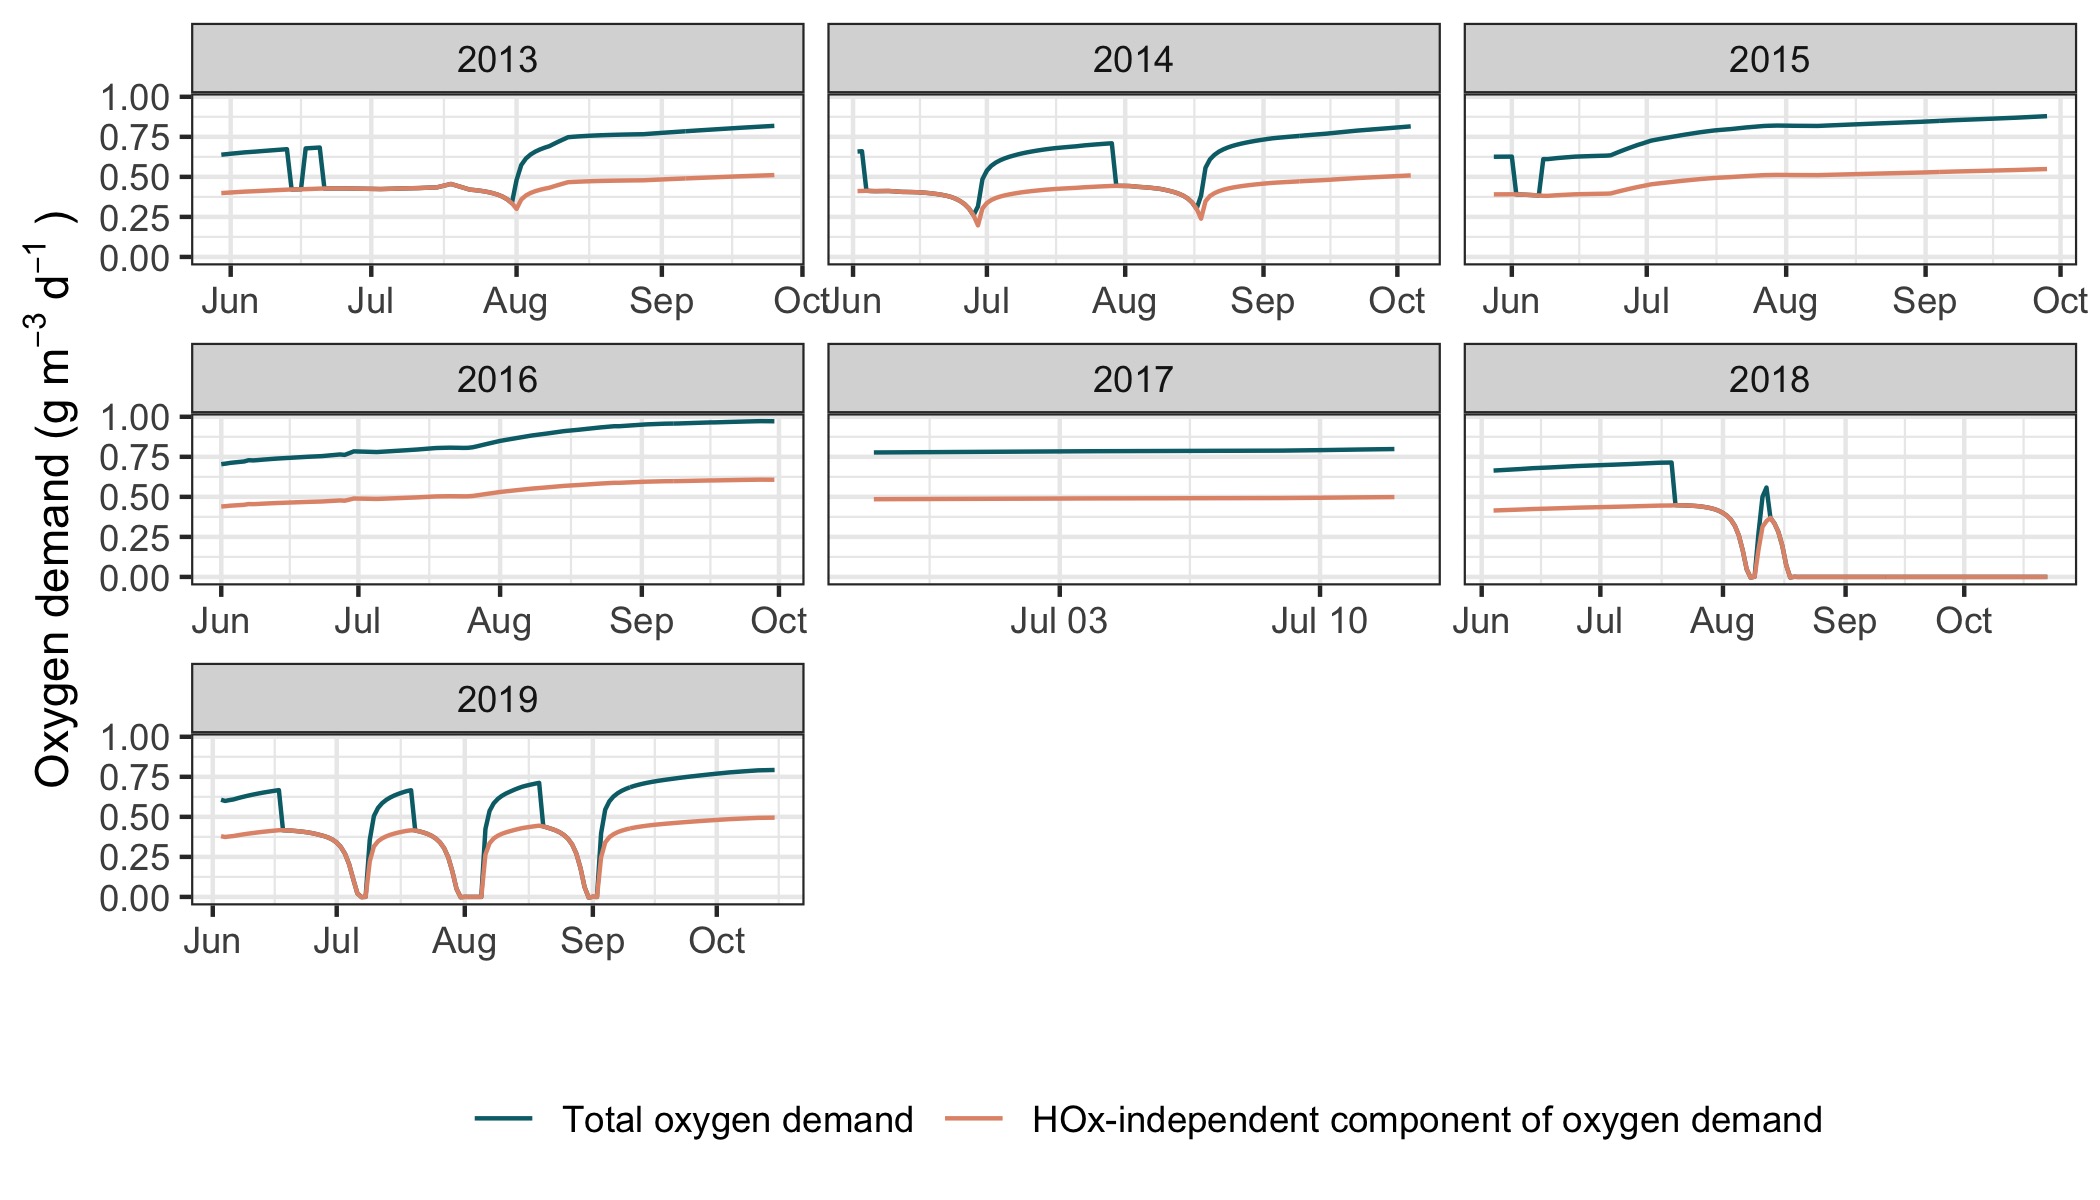 Oxygen demand (g m−3 d−1 )
2013 2014 2015
1.00
0.75
0.50
0.25
0.00
Jun Jul Aug Sep Oct Jun Jul Aug Sep Oct Jun Jul Aug Sep Oct
2016 2017 2018
1.00
0.75
0.50
0.25
0.00
Jun Jul Aug Sep Oct Jul 03 Jul 10 Jun Jul Aug Sep Oct
2019
1.00
0.75
0.50
0.25
0.00
Jun Jul Aug Sep Oct
Total oxygen demand HOx-independent component of oxygen demand